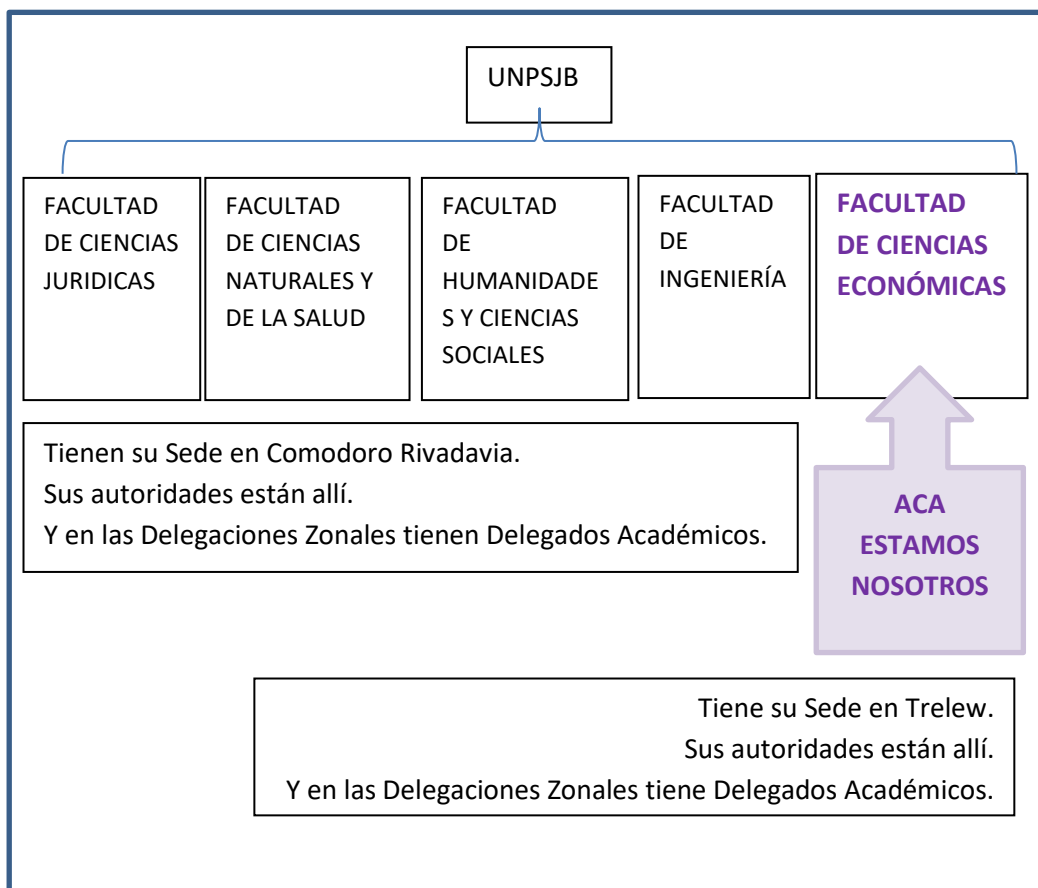 UNPSJB
FACULTAD
DE CIENCIAS
JURIDICAS
FACULTAD
DE CIENCIAS
NATURALES Y
DE LA SALUD
FACULTAD
DE
HUMANIDADE
S Y CIENCIAS
SOCIALES
FACULTAD
DE
INGENIERÍA
FACULTAD
DE CIENCIAS
ECONÓMICAS
Tienen su Sede en Comodoro Rivadavia.
Sus autoridades están allí.
Y en las Delegaciones Zonales tienen Delegados Académicos.
ACA
ESTAMOS
NOSOTROS
Tiene su Sede en Trelew.
Sus autoridades están allí.
Y en las Delegaciones Zonales tiene Delegados Académicos.